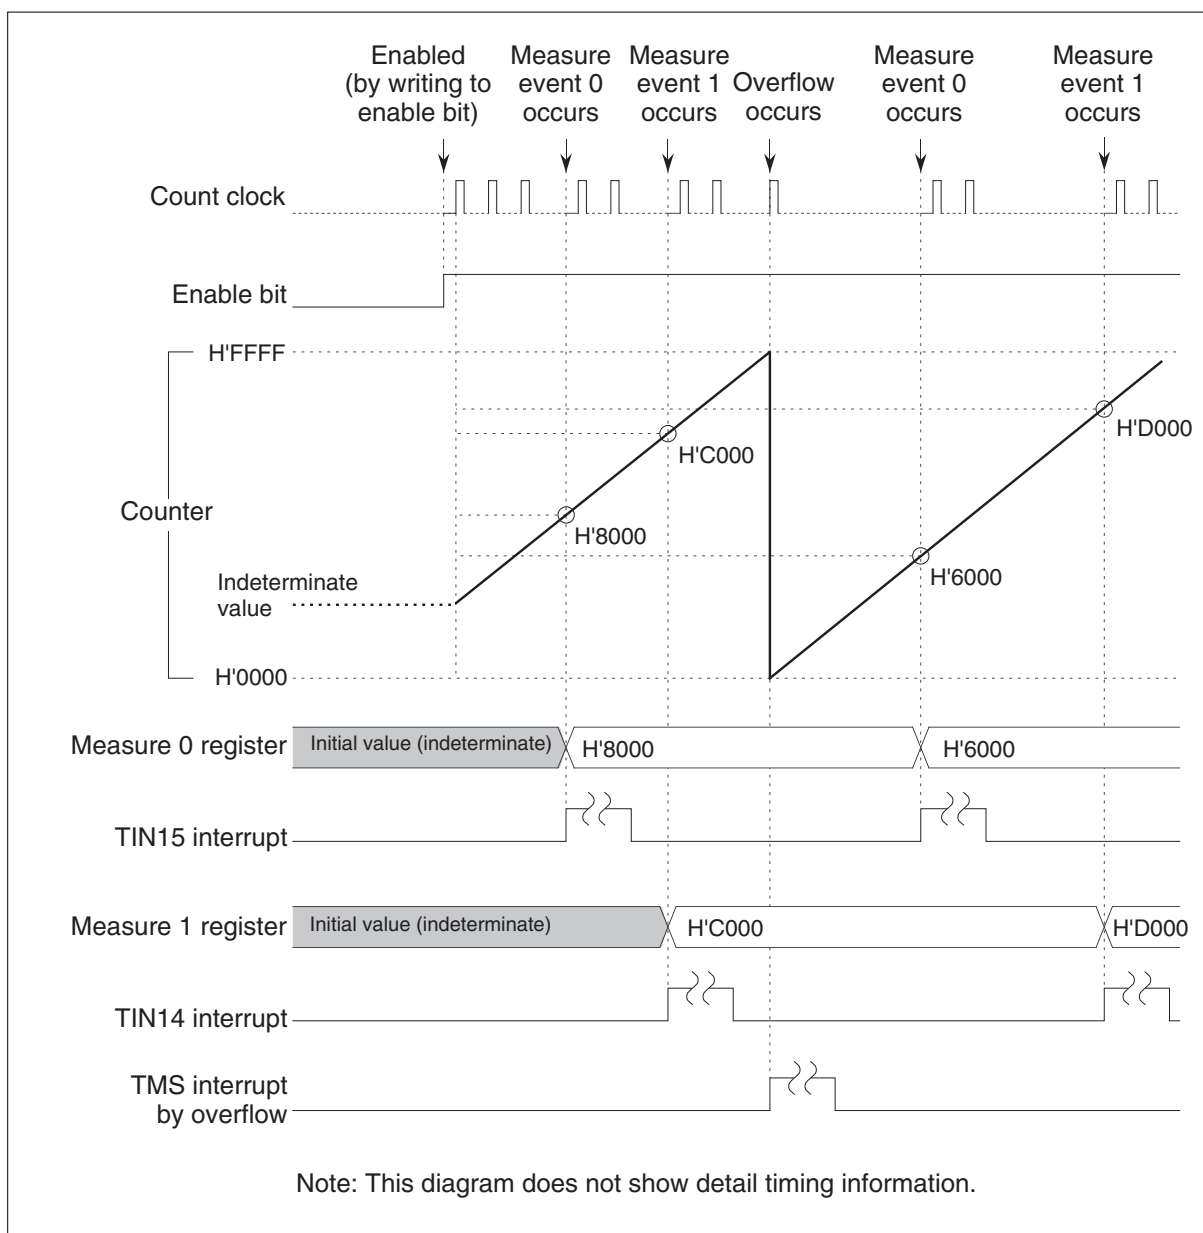 Enabled
(by writing to
enable bit)
Measure
event 0
occurs
Measure
event 1
occurs
Overflow
occurs
Measure
event 0
occurs
Measure
event 1
occurs
Count clock
Enable bit
H'FFFF
H'D000
H'C000
Counter
H'8000
H'6000
Indeterminate
value
H'0000
Measure 0 register
Initial value (indeterminate)
H'8000
H'6000
TIN15 interrupt
Measure 1 register
Initial value (indeterminate)
H'C000
H'D000
TIN14 interrupt
TMS interrupt
by overflow
Note: This diagram does not show detail timing information.